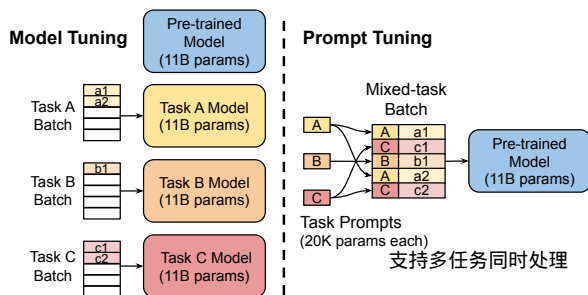 Model Tuning
Pre-trained
Model
(11B params)
a1
a2
Task A
Batch
Task A Model
(11B params)
b1
Task B
Batch
Task B Model
(11B params)
c1
c2
Task C
Batch
Task C Model
(11B params)
Prompt Tuning
Mixed-task
Batch
A
B
C
A a1
C c1
B b1
A a2
C c2
Pre-trained
Model
(11B params)
Task Prompts
(20K params each)
支持多任务同时处理